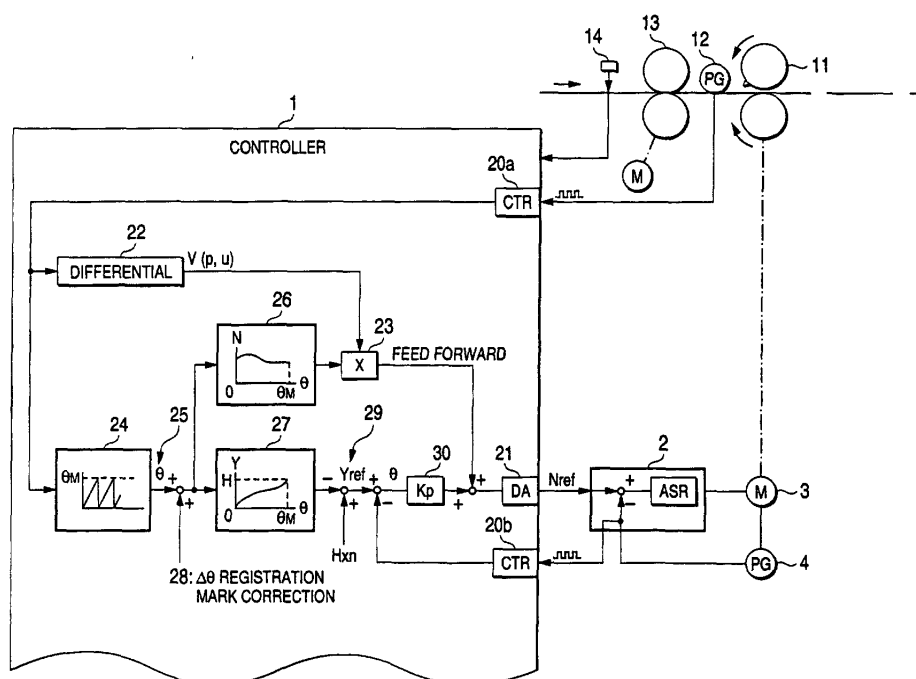 13
12
14
11
PG
1
CONTROLLER
20a
M
CTR
22
DIFFERENTIAL
V (p, u)
26
23
N
X
FEED FORWARD
0
θM
θ
24
25
27
29
2
θM
θ
+
+
Y
H
0
θM
θ
−
Yref
+
+
−
θ
30
Kp
+
+
21
DA
Nref
+
−
ASR
M
3
Hxn
20b
CTR
PG
4
28: Δθ REGISTRATION
MARK CORRECTION